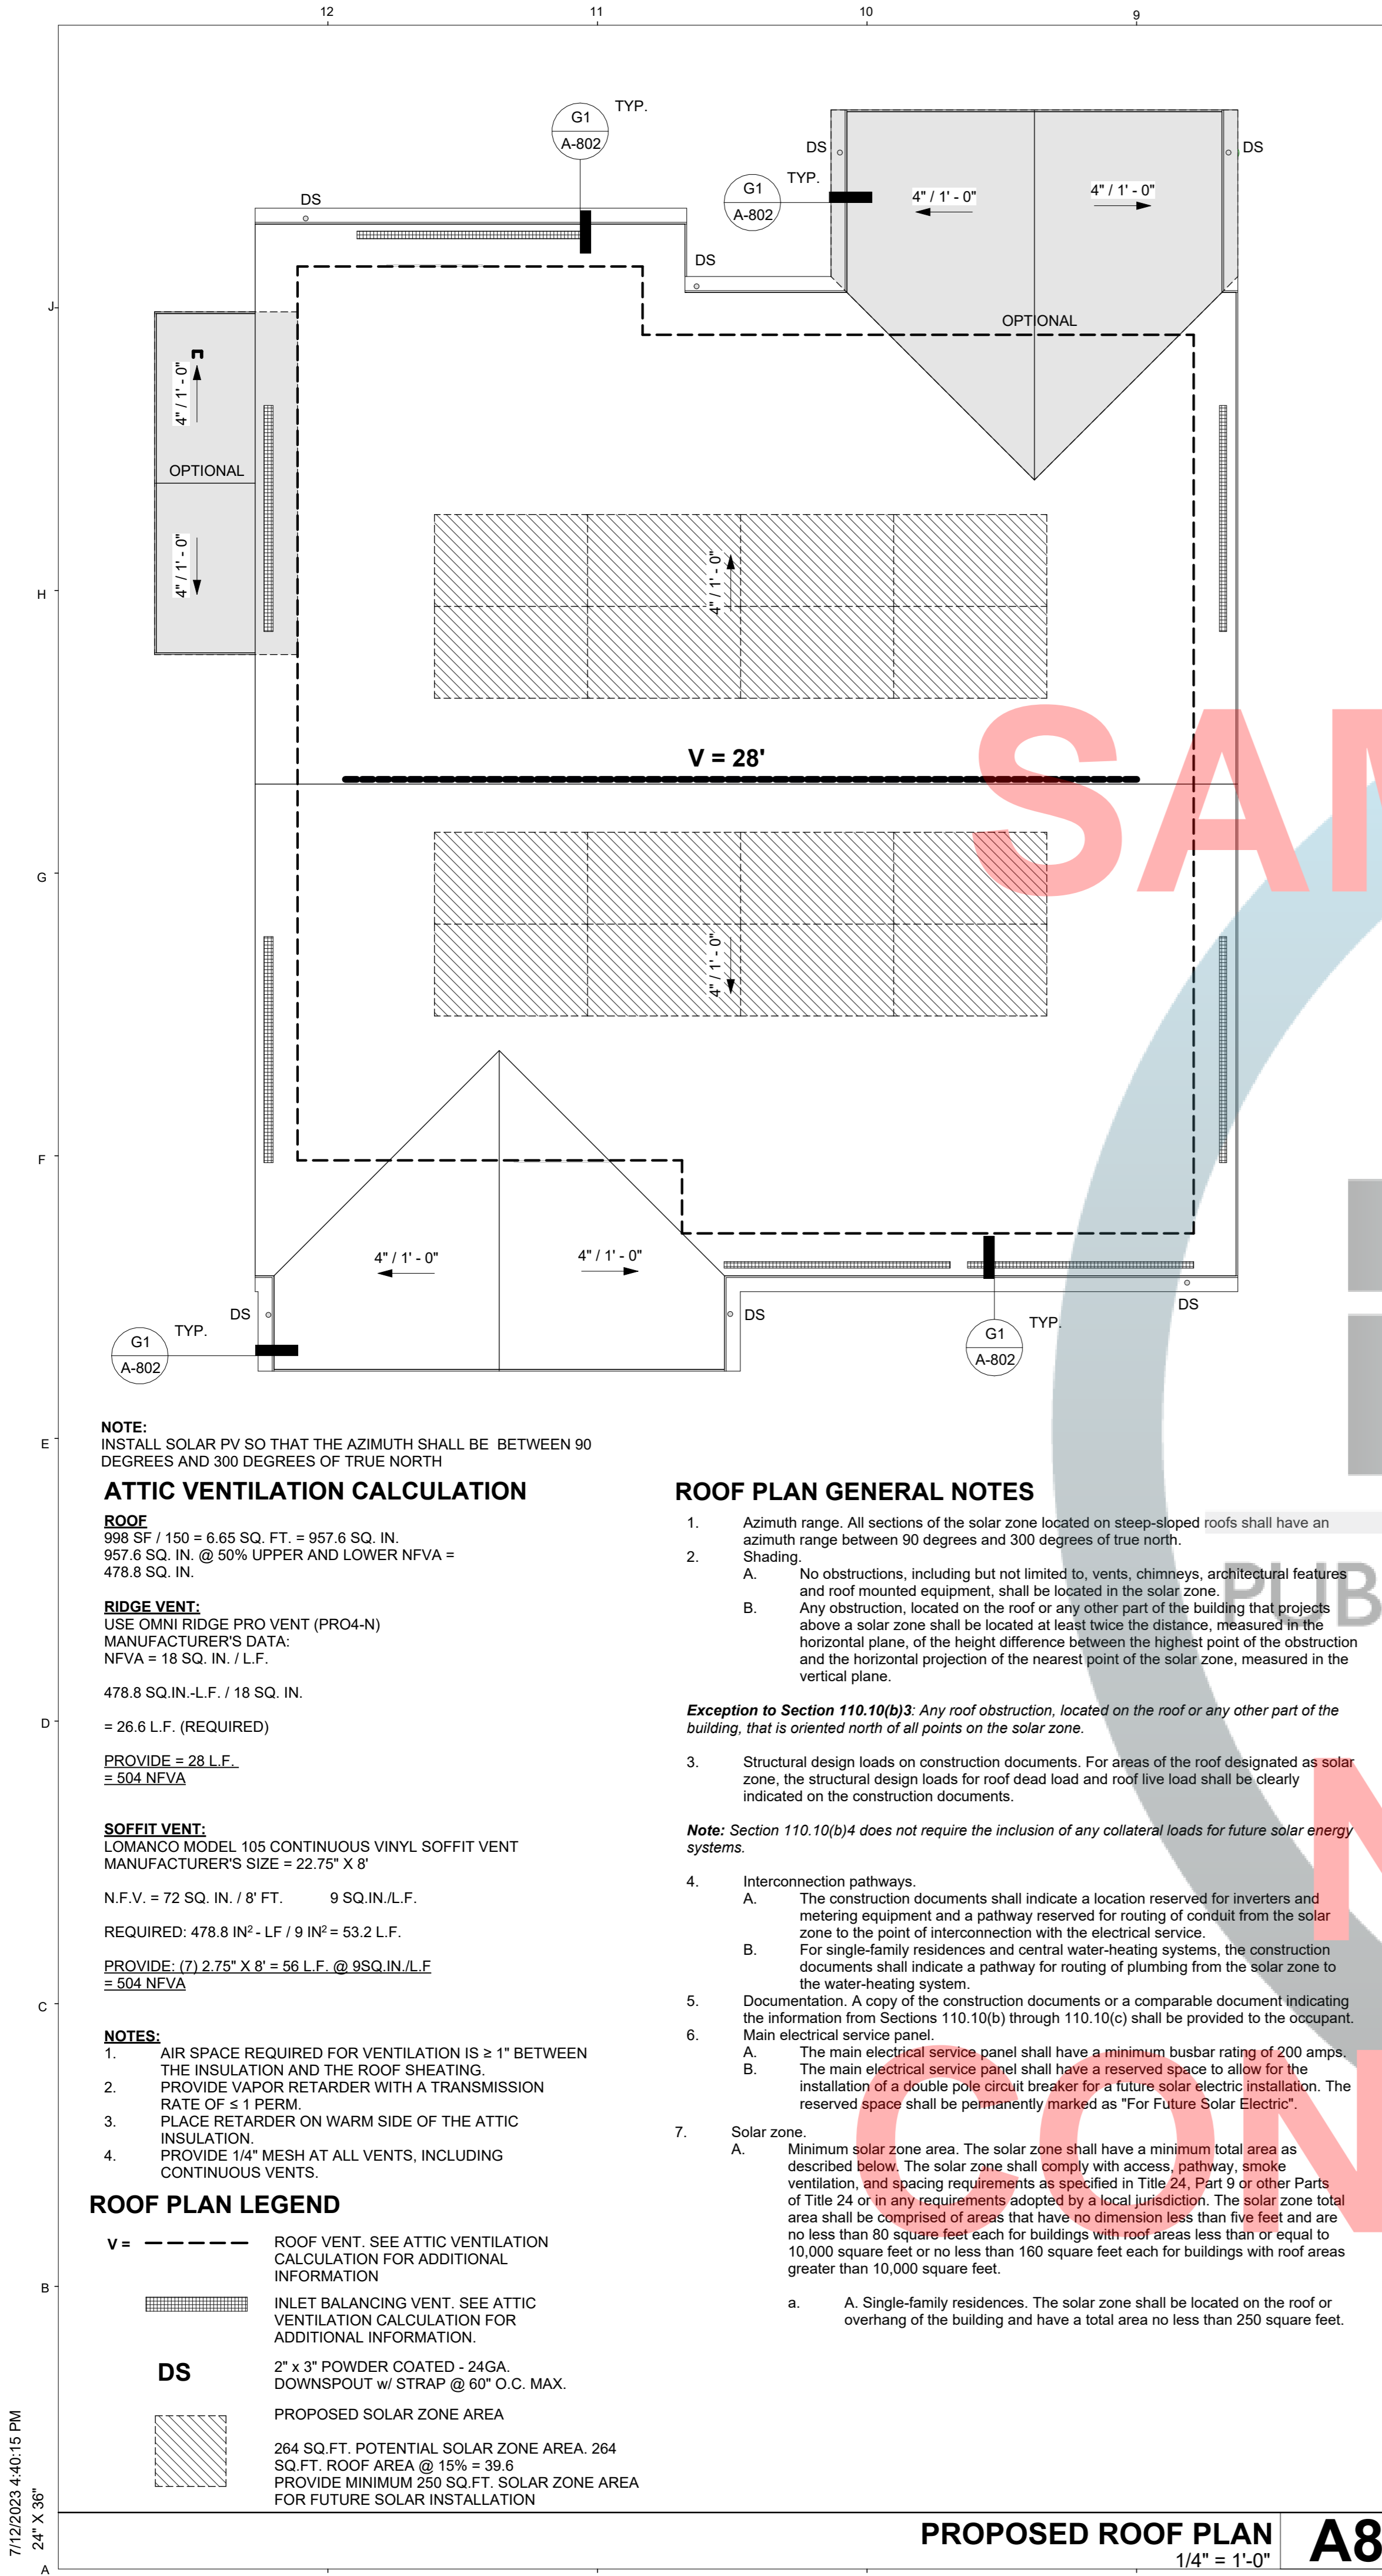 12
11
10
9
J
H
G
F
E
D
C
B
A
G1
A-802
TYP.
DS
DS
G1
A-802
TYP.
DS
DS
4" / 1' - 0"
4" / 1' - 0"
OPTIONAL
4" / 1' - 0"
OPTIONAL
4" / 1' - 0"
4" / 1' - 0"
V = 28'
4" / 1' - 0"
4" / 1' - 0"
4" / 1' - 0"
DS
DS
DS
G1
A-802
TYP.
G1
A-802
TYP.
SAM
NOTE:
INSTALL SOLAR PV SO THAT THE AZIMUTH SHALL BE BETWEEN 90
DEGREES AND 300 DEGREES OF TRUE NORTH
ATTIC VENTILATION CALCULATION
ROOF
998 SF / 150 = 6.65 SQ. FT. = 957.6 SQ. IN.
957.6 SQ. IN. @ 50% UPPER AND LOWER NFVA =
478.8 SQ. IN.
RIDGE VENT:
USE OMNI RIDGE PRO VENT (PRO4-N)
MANUFACTURER'S DATA:
NFVA = 18 SQ. IN. / L.F.
478.8 SQ.IN.-L.F. / 18 SQ. IN.
= 26.6 L.F. (REQUIRED)
PROVIDE = 28 L.F.
= 504 NFVA
SOFFIT VENT:
LOMANCO MODEL 105 CONTINUOUS VINYL SOFFIT VENT
MANUFACTURER'S SIZE = 22.75" X 8'
N.F.V. = 72 SQ. IN. / 8' FT. 9 SQ.IN./L.F.
REQUIRED: 478.8 IN² - LF / 9 IN² = 53.2 L.F.
PROVIDE: (7) 2.75" X 8' = 56 L.F. @ 9SQ.IN./L.F
= 504 NFVA
NOTES:
1. AIR SPACE REQUIRED FOR VENTILATION IS ≥ 1" BETWEEN
THE INSULATION AND THE ROOF SHEATING.
2. PROVIDE VAPOR RETARDER WITH A TRANSMISSION
RATE OF ≤ 1 PERM.
3. PLACE RETARDER ON WARM SIDE OF THE ATTIC
INSULATION.
4. PROVIDE 1/4" MESH AT ALL VENTS, INCLUDING
CONTINUOUS VENTS.
ROOF PLAN LEGEND
V =
ROOF VENT. SEE ATTIC VENTILATION
CALCULATION FOR ADDITIONAL
INFORMATION
INLET BALANCING VENT. SEE ATTIC
VENTILATION CALCULATION FOR
ADDITIONAL INFORMATION.
DS
2" x 3" POWDER COATED - 24GA.
DOWNSPOUT w/ STRAP @ 60" O.C. MAX.
PROPOSED SOLAR ZONE AREA
264 SQ.FT. POTENTIAL SOLAR ZONE AREA. 264
SQ.FT. ROOF AREA @ 15% = 39.6
PROVIDE MINIMUM 250 SQ.FT. SOLAR ZONE AREA
FOR FUTURE SOLAR INSTALLATION
ROOF PLAN GENERAL NOTES
1. Azimuth range. All sections of the solar zone located on steep-sloped roofs shall have an
azimuth range between 90 degrees and 300 degrees of true north.
2. Shading.
A. No obstructions, including but not limited to, vents, chimneys, architectural features
and roof mounted equipment, shall be located in the solar zone.
B. Any obstruction, located on the roof or any other part of the building that projects
above a solar zone shall be located at least twice the distance, measured in the
horizontal plane, of the height difference between the highest point of the obstruction
and the horizontal projection of the nearest point of the solar zone, measured in the
vertical plane.
Exception to Section 110.10(b)3: Any roof obstruction, located on the roof or any other part of the
building, that is oriented north of all points on the solar zone.
3. Structural design loads on construction documents. For areas of the roof designated as solar
zone, the structural design loads for roof dead load and roof live load shall be clearly
indicated on the construction documents.
Note: Section 110.10(b)4 does not require the inclusion of any collateral loads for future solar energy
systems.
4. Interconnection pathways.
A. The construction documents shall indicate a location reserved for inverters and
metering equipment and a pathway reserved for routing of conduit from the solar
zone to the point of interconnection with the electrical service.
B. For single-family residences and central water-heating systems, the construction
documents shall indicate a pathway for routing of plumbing from the solar zone to
the water-heating system.
5. Documentation. A copy of the construction documents or a comparable document indicating
the information from Sections 110.10(b) through 110.10(c) shall be provided to the occupant.
6. Main electrical service panel.
A. The main electrical service panel shall have a minimum busbar rating of 200 amps.
B. The main electrical service panel shall have a reserved space to allow for the
installation of a double pole circuit breaker for a future solar electric installation. The
reserved space shall be permanently marked as "For Future Solar Electric".
7. Solar zone.
A. Minimum solar zone area. The solar zone shall have a minimum total area as
described below. The solar zone shall comply with access, pathway, smoke
ventilation, and spacing requirements as specified in Title 24, Part 9 or other Parts
of Title 24 or in any requirements adopted by a local jurisdiction. The solar zone total
area shall be comprised of areas that have no dimension less than five feet and are
no less than 80 square feet each for buildings with roof areas less than or equal to
10,000 square feet or no less than 160 square feet each for buildings with roof areas
greater than 10,000 square feet.
a. A. Single-family residences. The solar zone shall be located on the roof or
overhang of the building and have a total area no less than 250 square feet.
PUB
N
CON
7/12/2023 4:40:15 PM
24" X 36"
PROPOSED ROOF PLAN
1/4" = 1'-0"
A8